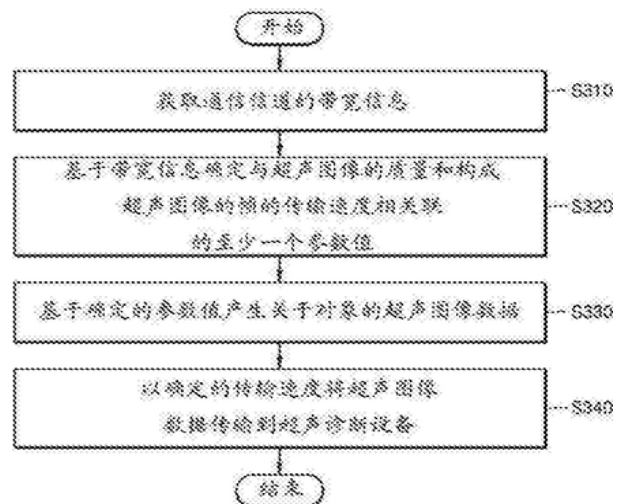 开始
获取通信信道的带宽信息
S310
基于带宽信息确定与超声图像的质量和构成
超声图像的帧的传输速度相关联
的至少一个参数值
S320
基于确定的参数值产生关于对象的超声图像数据
S330
以确定的传输速度将超声图像
数据传输到超声诊断设备
S340
结束